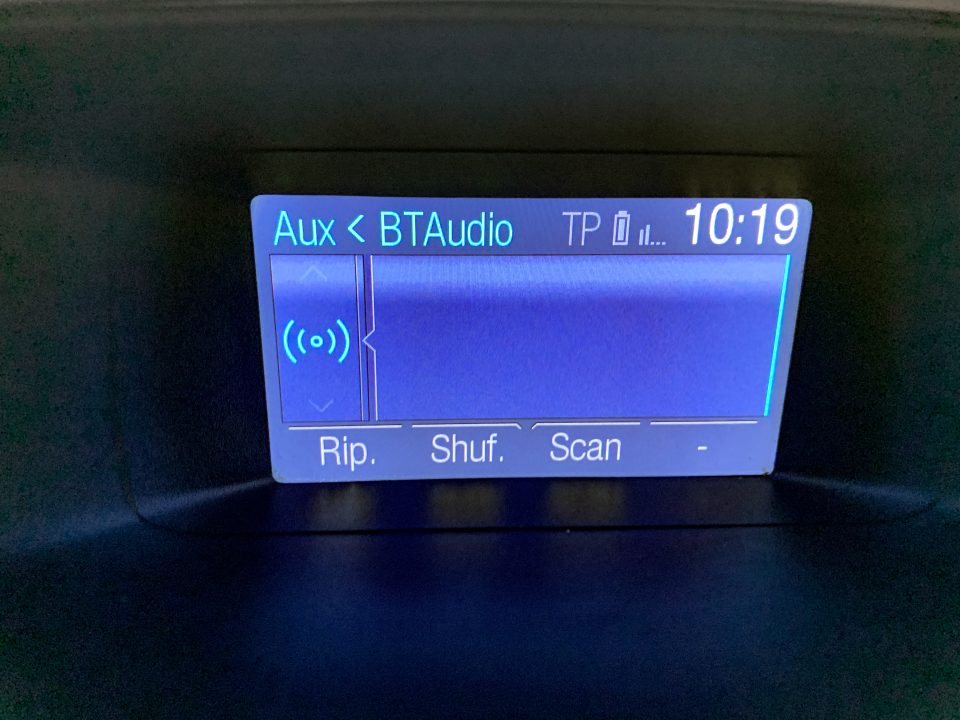 Aux < BTAudio TP 10:19
Rip. Shuf. Scan -